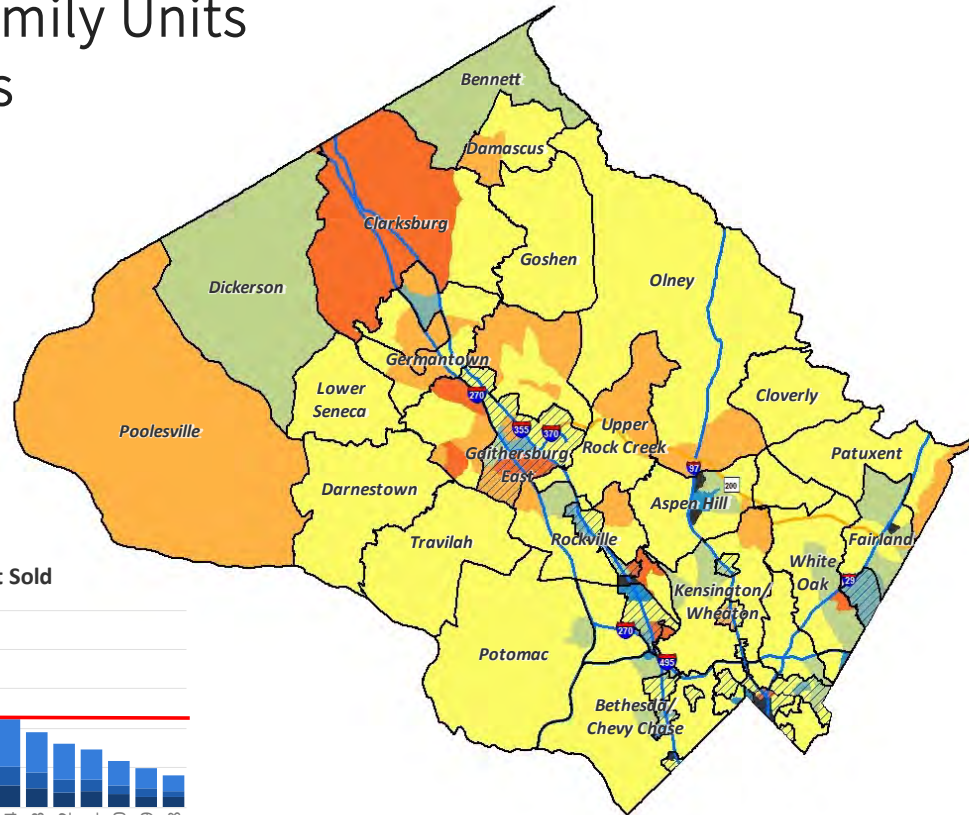 mily Units
s
Bennett
Damascus
Clarksburg
Goshen
Dickerson
Olney
Germantown
Lower
Seneca
270
Cloverly
Poolesville
355
370
Upper
Rock Creek
Gaithersburg
East
Patuxent
97
200
Darnestown
Aspen Hill
Travilah
Rockville
Fairland
White
Oak
29
Kensington/
Wheaton
t Sold
270
Potomac
495
Bethesda/
Chevy Chase